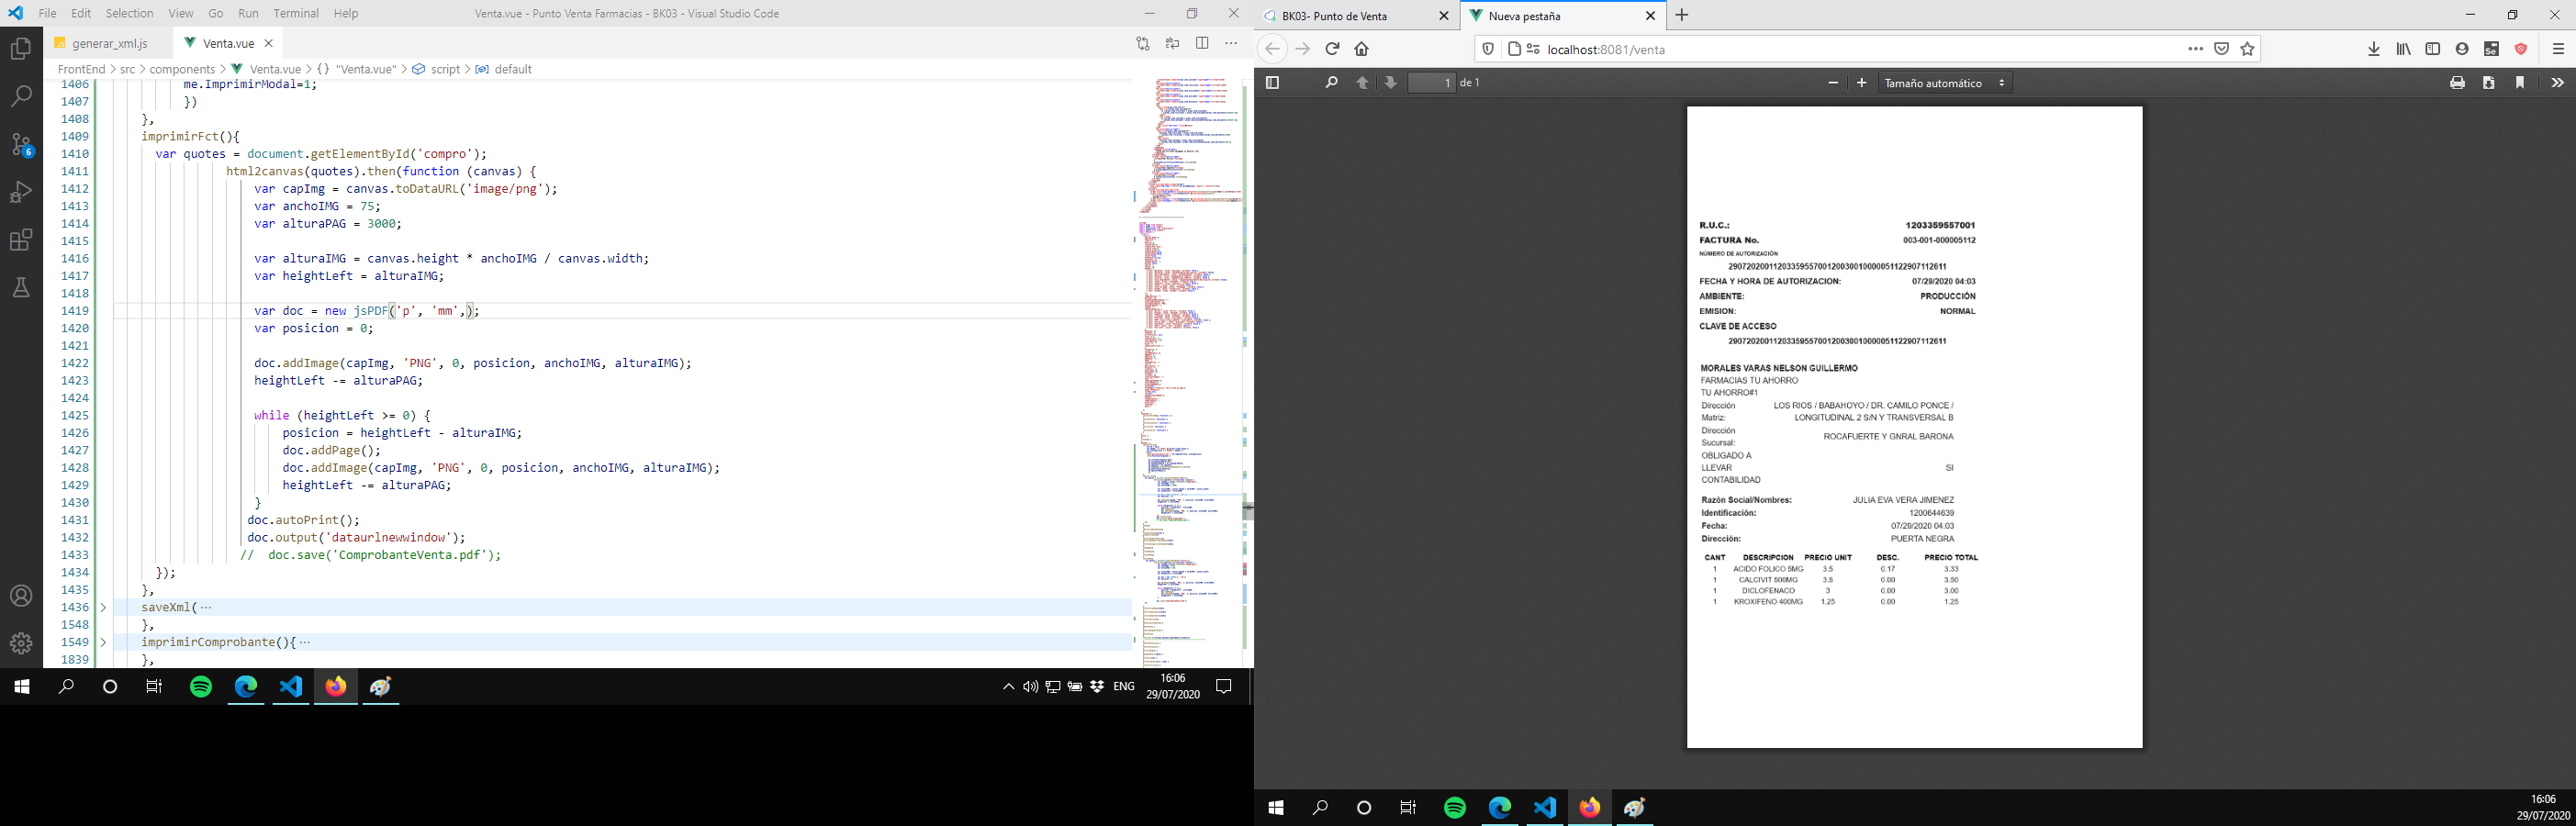 File Edit Selection View Go Run Terminal Help
Venta.vue - Punto Venta Farmacias - BK03 - Visual Studio Code
generar_xml.js
Venta.vue
FrontEnd > src > components > Venta.vue > {} "Venta.vue" > script > default
1406 me.ImprimirModal=1;
1407 })
1408 },
1409 imprimirFct(){
1410 var quotes = document.getElementById('compro');
1411 html2canvas(quotes).then(function (canvas) {
1412 var capImg = canvas.toDataURL('image/png');
1413 var anchoIMG = 75;
1414 var alturaPAG = 3000;
1415
1416 var alturaIMG = canvas.height * anchoIMG / canvas.width;
1417 var heightLeft = alturaIMG;
1418
1419 var doc = new jsPDF('p', 'mm',);
1420 var posicion = 0;
1421
1422 doc.addImage(capImg, 'PNG', 0, posicion, anchoIMG, alturaIMG);
1423 heightLeft -= alturaPAG;
1424
1425 while (heightLeft >= 0) {
1426 posicion = heightLeft - alturaIMG;
1427 doc.addPage();
1428 doc.addImage(capImg, 'PNG', 0, posicion, anchoIMG, alturaIMG);
1429 heightLeft -= alturaPAG;
1430 }
1431 doc.autoPrint();
1432 doc.output('dataurlnewwindow');
1433 // doc.save('ComprobanteVenta.pdf');
1434 });
1435 },
1436 saveXml(···
1548 },
1549 imprimirComprobante(){···
1839 },
6
ENG
16:06
29/07/2020
BK03- Punto de Venta
Nueva pestaña
localhost:8081/venta
1 de 1
Tamaño automático
R.U.C.: 1203359557001
FACTURA No. 003-001-000005112
NÚMERO DE AUTORIZACIÓN
2907202001120335955700120030010000051122907112611
FECHA Y HORA DE AUTORIZACION: 07/29/2020 04:03
AMBIENTE: PRODUCCIÓN
EMISION: NORMAL
CLAVE DE ACCESO
2907202001120335955700120030010000051122907112611
MORALES VARAS NELSON GUILLERMO
FARMACIAS TU AHORRO
TU AHORRO#1
Dirección LOS RIOS / BABAHOYO / DR. CAMILO PONCE /
Matriz: LONGITUDINAL 2 S/N Y TRANSVERSAL B
Dirección
Sucursal: ROCAFUERTE Y GNRAL BARONA
OBLIGADO A
LLEVAR SI
CONTABILIDAD
Razón Social/Nombres: JULIA EVA VERA JIMENEZ
Identificación: 1200644639
Fecha: 07/29/2020 04:03
Dirección: PUERTA NEGRA
CANT DESCRIPCION PRECIO UNIT DESC. PRECIO TOTAL
1 ACIDO FOLICO 5MG 3.5 0.17 3.33
1 CALCIVIT 500MG 3.5 0.00 3.50
1 DICLOFENACO 3 0.00 3.00
1 KROXIFENO 400MG 1.25 0.00 1.25
16:06
29/07/2020